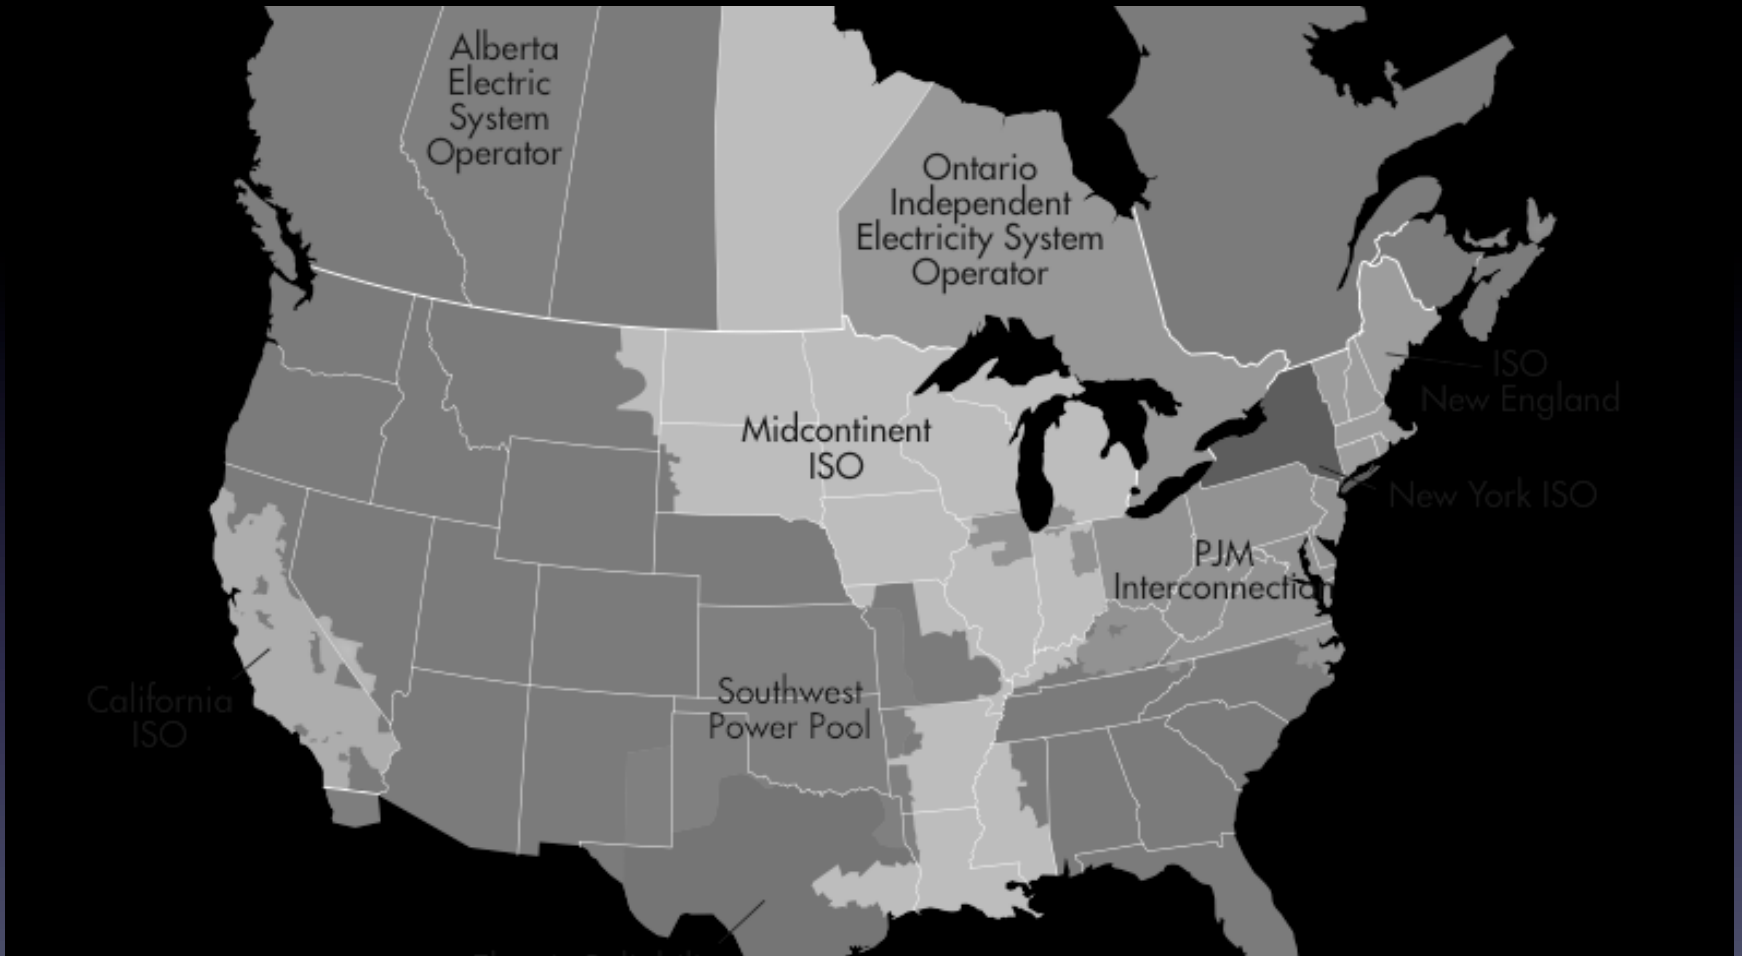 Alberta
Electric
System
Operator
Ontario
Independent
Electricity System
Operator
ISO
New England
Midcontinent
ISO
New York ISO
PJM
Interconnection
California
ISO
Southwest
Power Pool